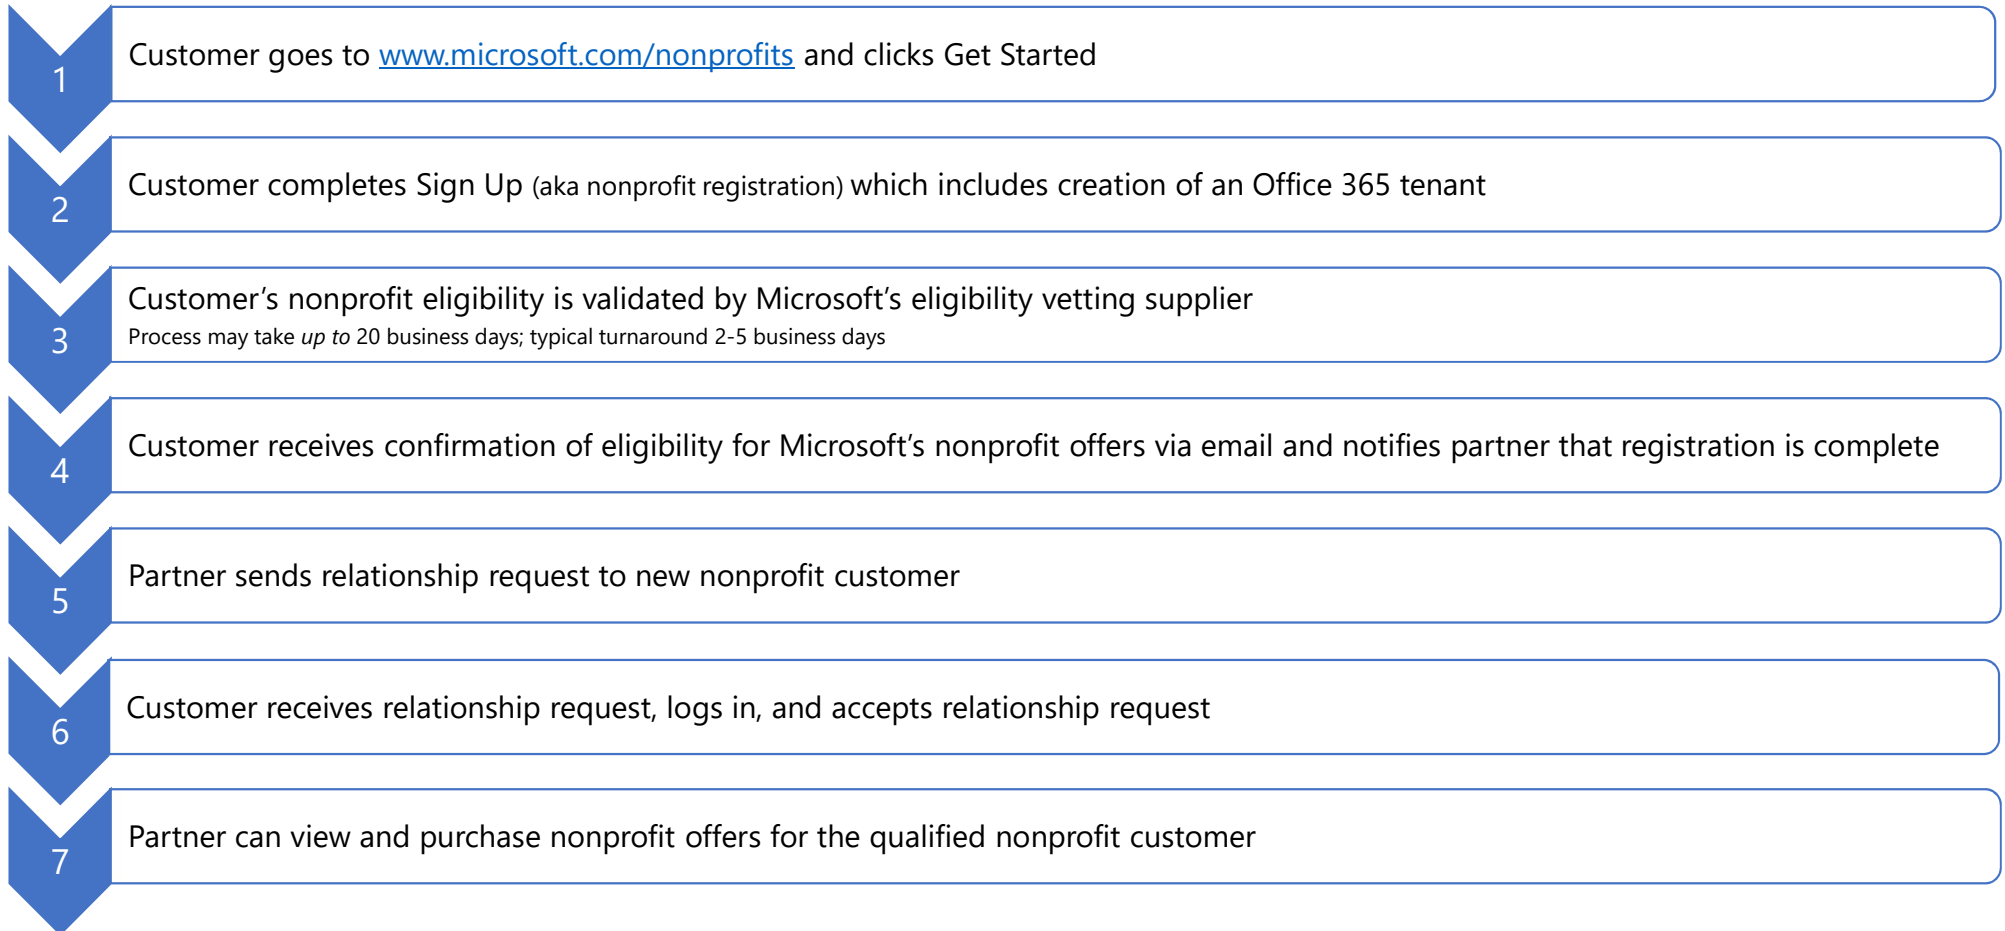 1
Customer goes to www.microsoft.com/nonprofits and clicks Get Started
2
Customer completes Sign Up (aka nonprofit registration) which includes creation of an Office 365 tenant
3
Customer’s nonprofit eligibility is validated by Microsoft’s eligibility vetting supplier
Process may take up to 20 business days; typical turnaround 2-5 business days
4
Customer receives confirmation of eligibility for Microsoft’s nonprofit offers via email and notifies partner that registration is complete
5
Partner sends relationship request to new nonprofit customer
6
Customer receives relationship request, logs in, and accepts relationship request
7
Partner can view and purchase nonprofit offers for the qualified nonprofit customer